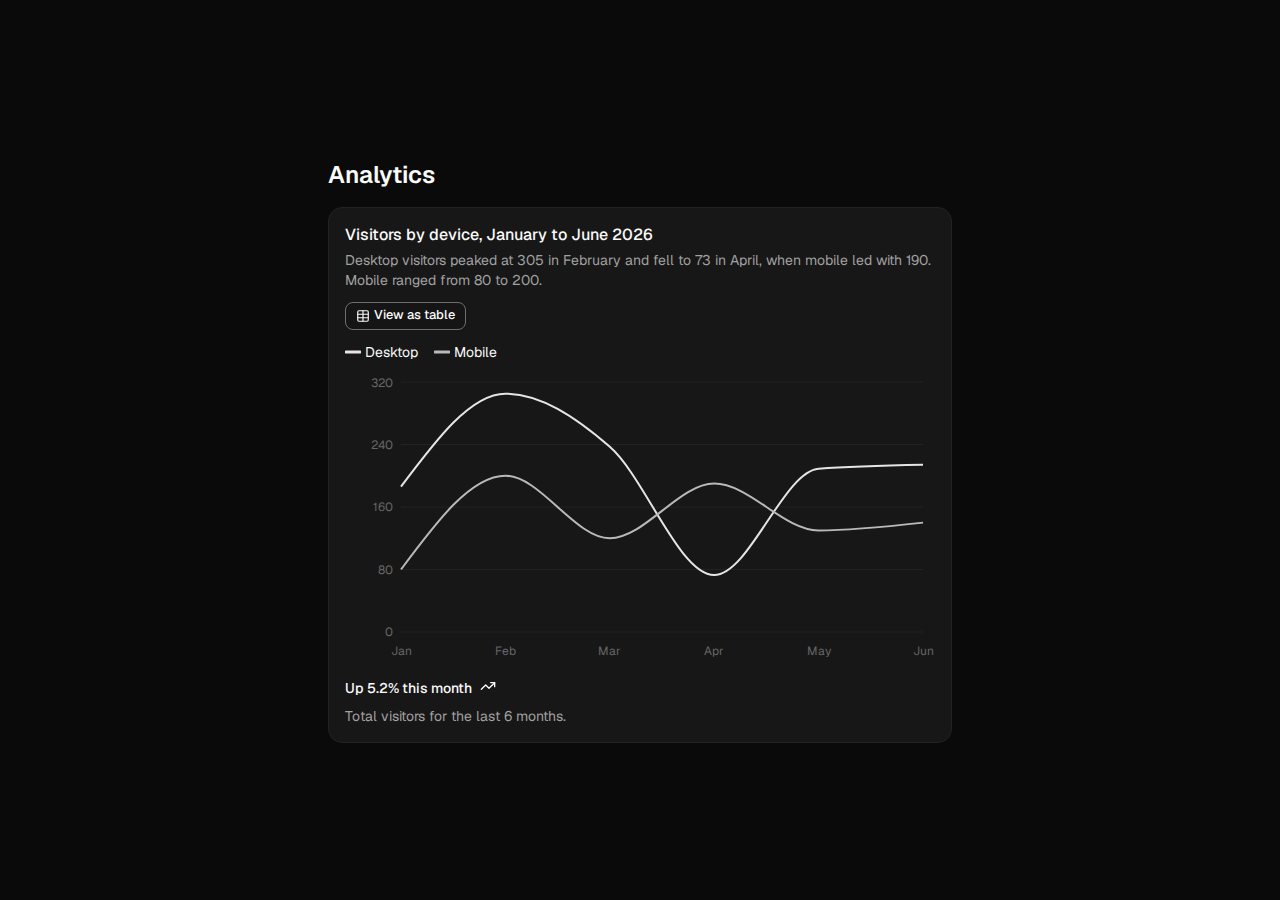 Analytics
Visitors by device, January to June 2026
Desktop visitors peaked at 305 in February and fell to 73 in April, when mobile led with 190.
Mobile ranged from 80 to 200.
View as table
Desktop Mobile
320
240
160
80
0
Jan Feb Mar Apr May Jun
Up 5.2% this month
Total visitors for the last 6 months.